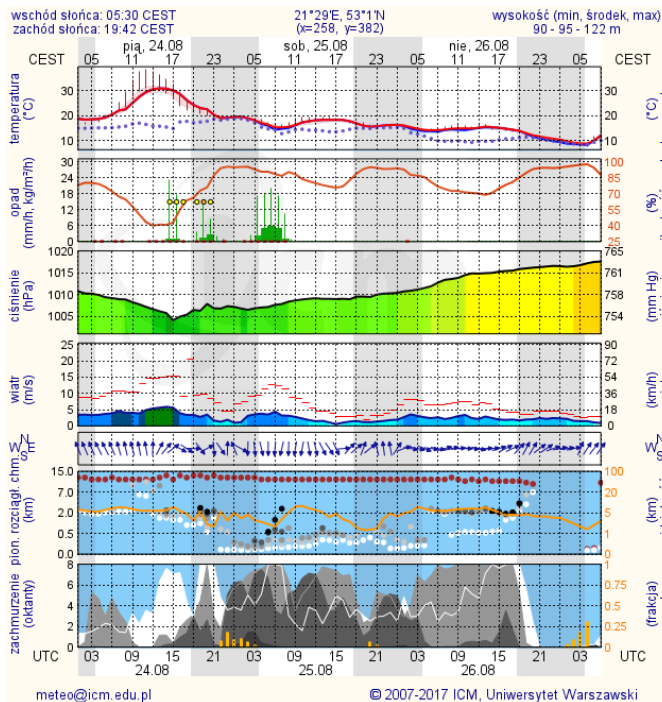 wschód słońca: 05:30 CEST 21°29'E, 53°1'N wysokość (min, środek, max)
zachód słońca: 19:42 CEST (x=258, y=382) 90 - 95 - 122 m
pią, 24.08 sob, 25.08 nie, 26.08
CEST 05 11 17 23 05 11 17 23 05 11 17 23 05 CEST
temperatura
(°C)
30
20
10
30
20
10
(°C)
opad
(mm/h, kg/m²/h)
30
24
18
12
6
0
100
85
70
55
40
25
(%)
ciśnienie
(hPa)
1020
1015
1010
1005
765
761
758
754
(mm Hg)
wiatr
(m/s)
25
20
15
10
5
0
90
72
54
36
18
0
(km/h)
N
W E
S
N
W
S
pion. rozciągł. chm.
(km)
15.0
7.0
2.0
0.5
0.0
100
20
5
1
0
(km)
zachmurzenie
(oktanty)
8
6
4
2
0
1
0.75
0.5
0.25
0
(frakcja)
UTC 03 09 15 21 03 09 15 21 03 09 15 21 03 UTC
24.08 25.08 26.08
meteo@icm.edu.pl © 2007-2017 ICM, Uniwersytet Warszawski